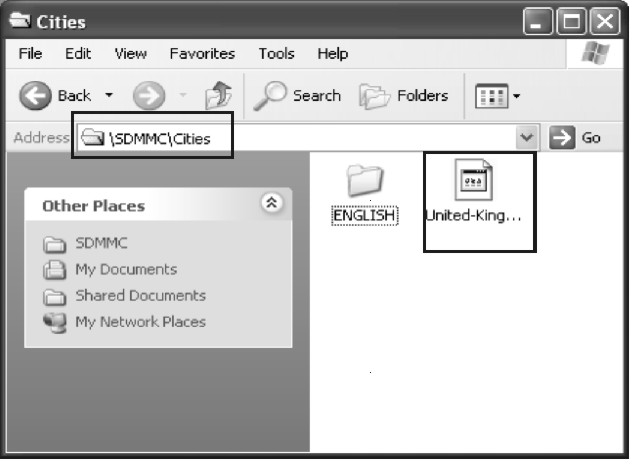 Cities
File Edit View Favorites Tools Help
Back Search Folders
Address \SDMMC\Cities Go
Other Places
SDMMC
My Documents
Shared Documents
My Network Places
ENGLISH United-King...